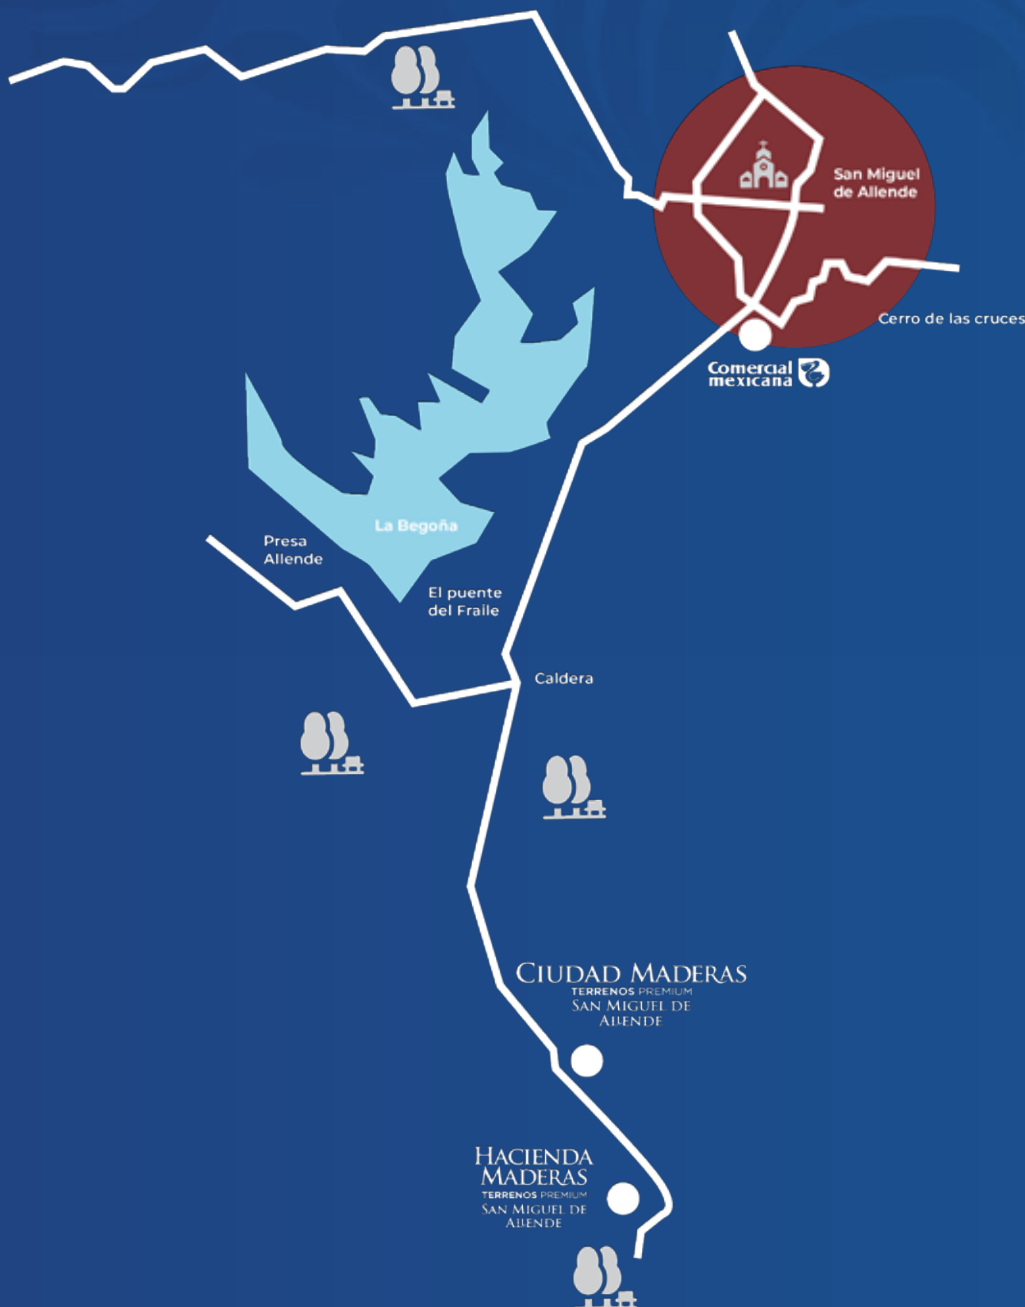 San Miguel
de Allende
Cerro de las cruces
Comercial
mexicana
La Begoña
Presa
Allende
El puente
del Fraile
Caldera
CIUDAD MADERAS
TERRENOS PREMIUM
SAN MIGUEL DE
ALLENDE
HACIENDA
MADERAS
TERRENOS PREMIUM
SAN MIGUEL DE
ALLENDE